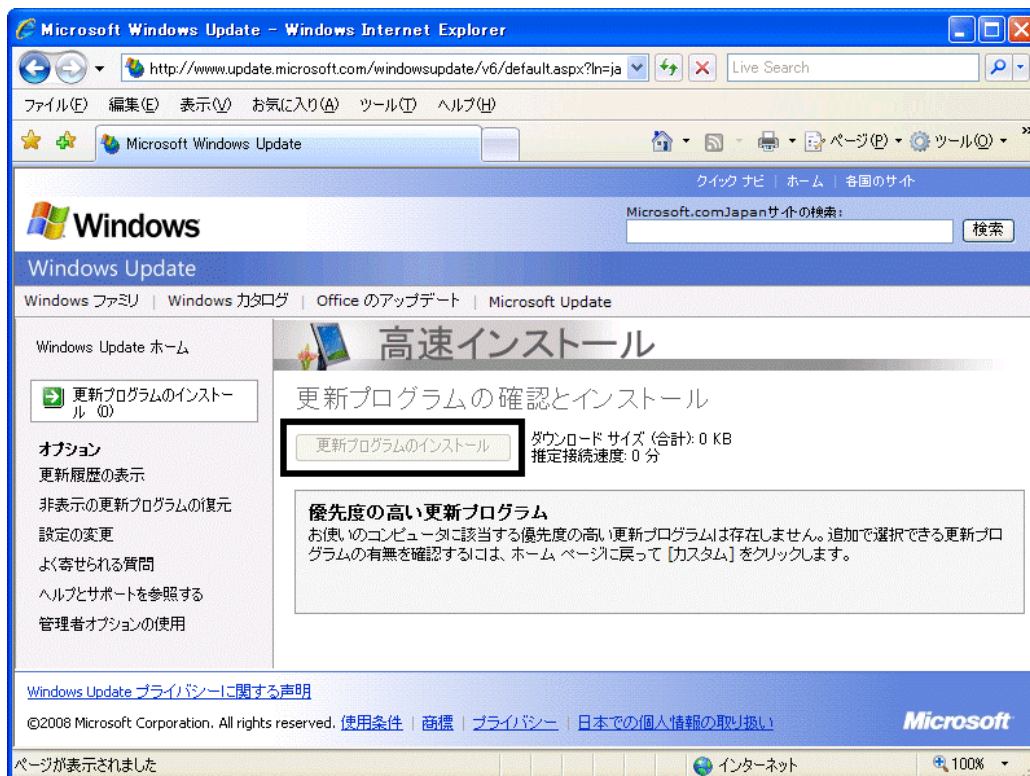 Microsoft Windows Update - Windows Internet Explorer
http://www.update.microsoft.com/windowsupdate/v6/default.aspx?ln=ja
Live Search
ファイル(F) 編集(E) 表示(V) お気に入り(A) ツール(T) ヘルプ(H)
Microsoft Windows Update
ページ(P) ツール(O) »
クイック ナビ | ホーム | 各国のサイト
Windows
Microsoft.comJapanサイトの検索:
検索
Windows Update
Windows ファミリ | Windows カタログ | Office のアップデート | Microsoft Update
Windows Update ホーム
更新プログラムのインストー
ル (0)
オプション
更新履歴の表示
非表示の更新プログラムの復元
設定の変更
よく寄せられる質問
ヘルプとサポートを参照する
管理者オプションの使用
高速インストール
更新プログラムの確認とインストール
更新プログラムのインストール
ダウンロード サイズ (合計): 0 KB
推定接続速度: 0 分
優先度の高い更新プログラム
お使いのコンピュータに該当する優先度の高い更新プログラムは存在しません。追加で選択できる更新プロ
グラムの有無を確認するには、ホーム ページに戻って [カスタム] をクリックします。
Windows Update プライバシーに関する声明
©2008 Microsoft Corporation. All rights reserved. 使用条件 | 商標 | プライバシー | 日本での個人情報の取り扱い
Microsoft
ページが表示されました
インターネット
100%